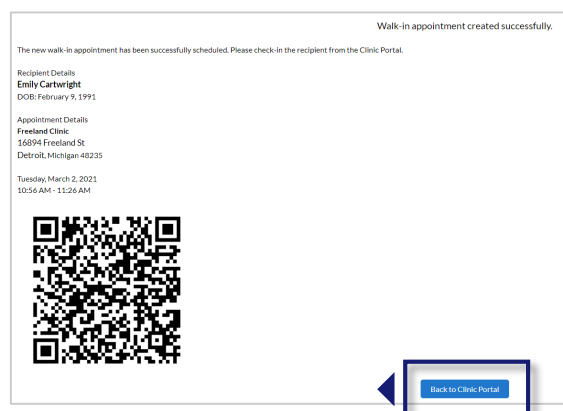 Walk-in appointment created successfully.
The new walk-in appointment has been successfully scheduled. Please check-in the recipient from the Clinic Portal.
Recipient Details
Emily Cartwright
DOB: February 9, 1991
Appointment Details
Freeland Clinic
16894 Freeland St
Detroit, Michigan 48235
Tuesday, March 2, 2021
10:56 AM - 11:26 AM
Back to Clinic Portal